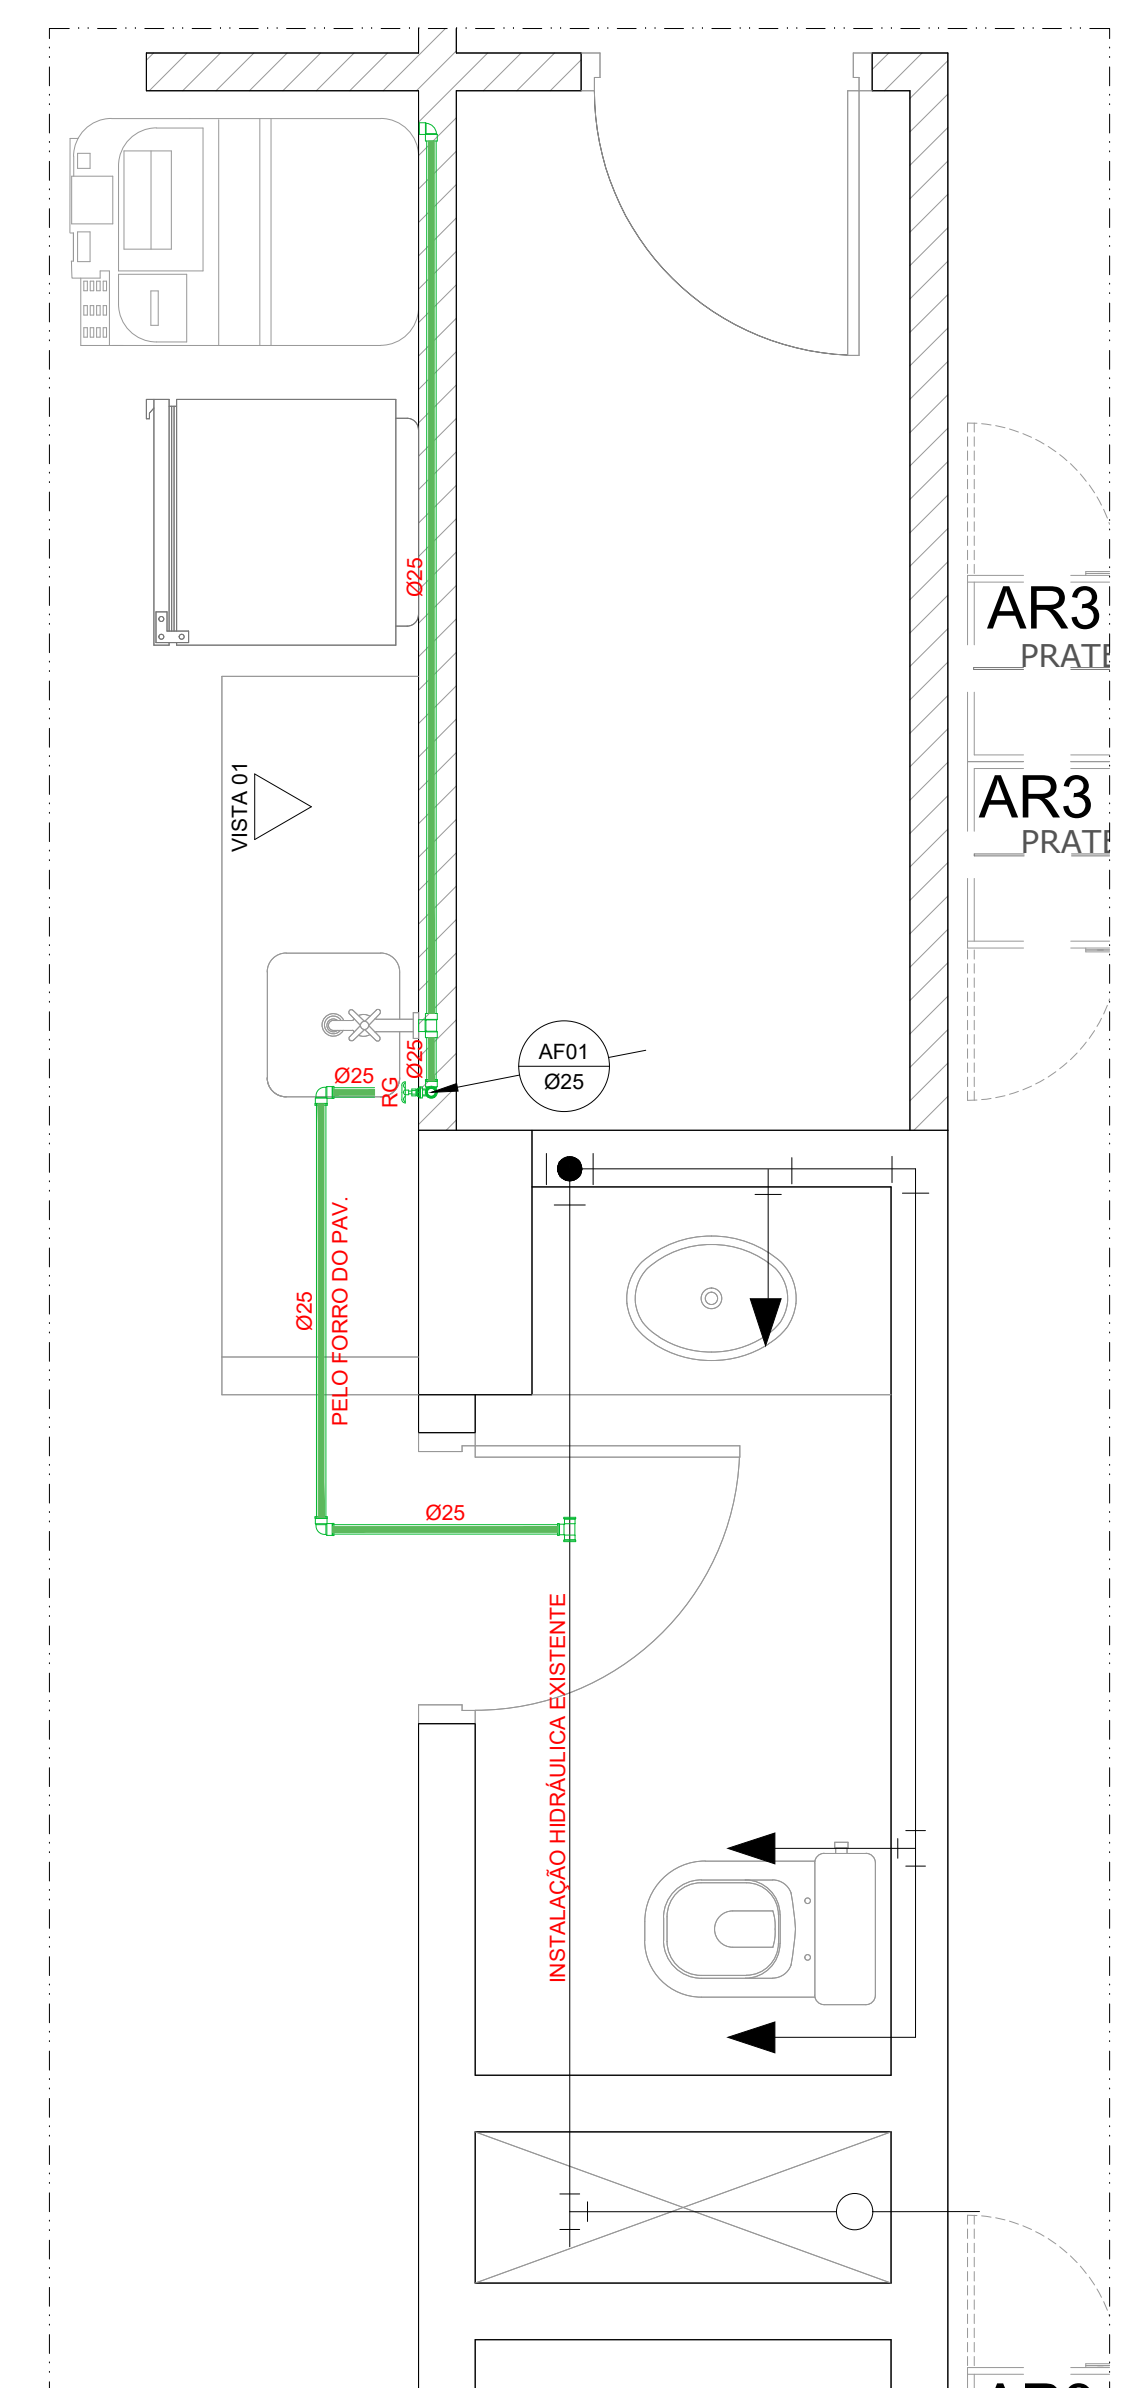 Ø25
AR3
PRATE
AR3
PRATE
VISTA 01
Ø25
Ø25
RG
AF01
Ø25
PELO FORRO DO PAV.
Ø25
Ø25
INSTALAÇÃO HIDRÁULICA EXISTENTE